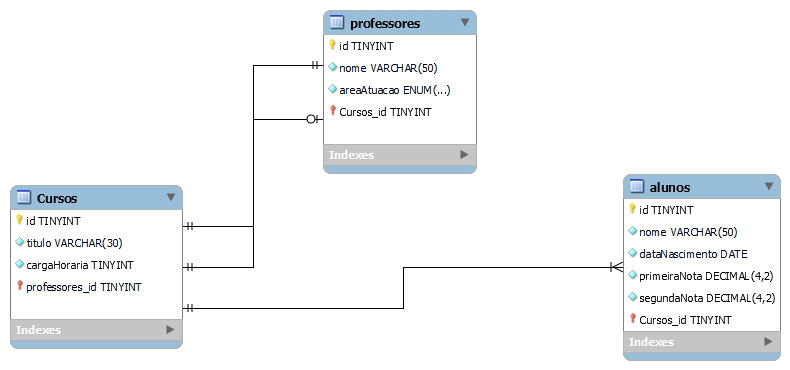 professores
id TINYINT
nome VARCHAR(50)
areaAtuacao ENUM(...)
Cursos_id TINYINT
Indexes
Cursos
id TINYINT
titulo VARCHAR(30)
cargaHoraria TINYINT
professores_id TINYINT
Indexes
alunos
id TINYINT
nome VARCHAR(50)
dataNascimento DATE
primeiraNota DECIMAL(4,2)
segundaNota DECIMAL(4,2)
Cursos_id TINYINT
Indexes